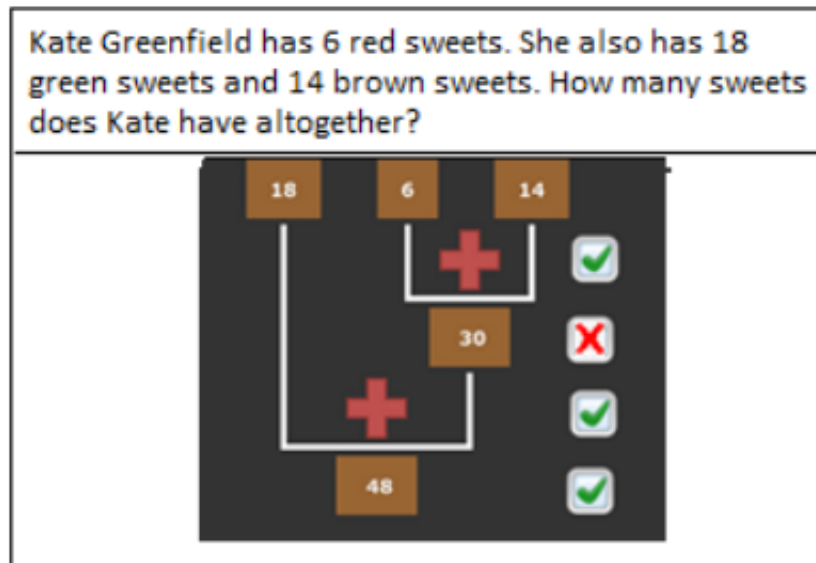 Kate Greenfield has 6 red sweets. She also has 18
green sweets and 14 brown sweets. How many sweets
does Kate have altogether?
18 6 14
30
48